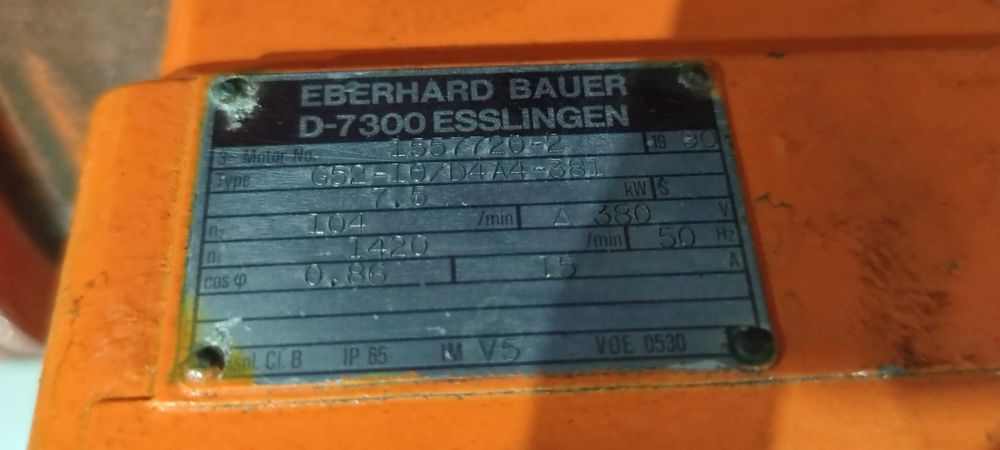 EBERHARD BAUER
D-7300 ESSLINGEN
3~ Motor No. 1557720-2 19 90
Type G52-10/D4A4-381
7.5 kW S
n₂ 104 /min △ 380 V
n₁ 1420 /min 50 Hz
cos φ 0.86 15 A
Isol. Cl. B IP 65 IM V5 VDE 0530